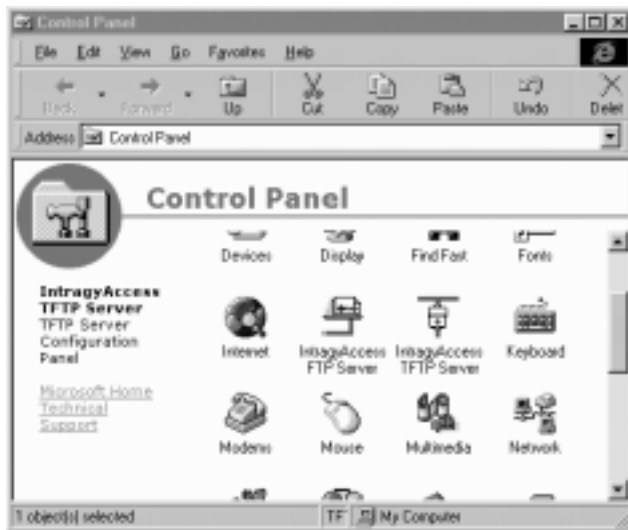 Control Panel
File Edit View Go Favorites Help
Back Forward Up Cut Copy Paste Undo Delet
Address Control Panel
Control Panel
Devices Display Find Fast Fonts
IntragyAccess
TFTP Server
TFTP Server
Configuration
Panel
Microsoft Home
Technical
Support
Internet IntragyAccess FTP Server IntragyAccess TFTP Server Keyboard
Modems Mouse Multimedia Network
1 object(s) selected TF My Computer